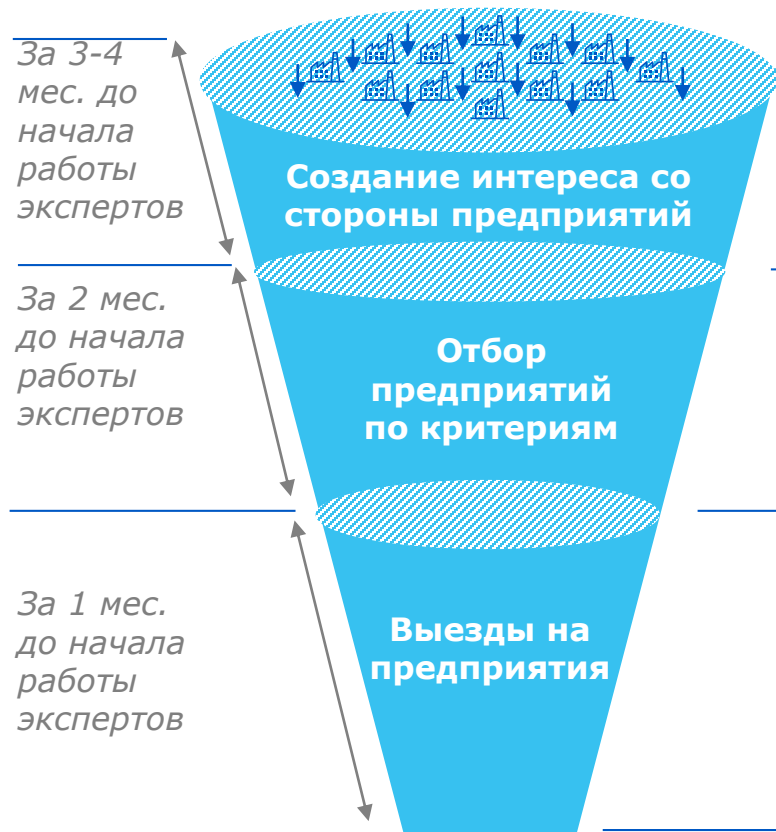 За 3-4
мес. до
начала
работы
экспертов
Создание интереса со
стороны предприятий
За 2 мес.
до начала
работы
экспертов
Отбор
предприятий
по критериям
За 1 мес.
до начала
работы
экспертов
Выезды на
предприятия